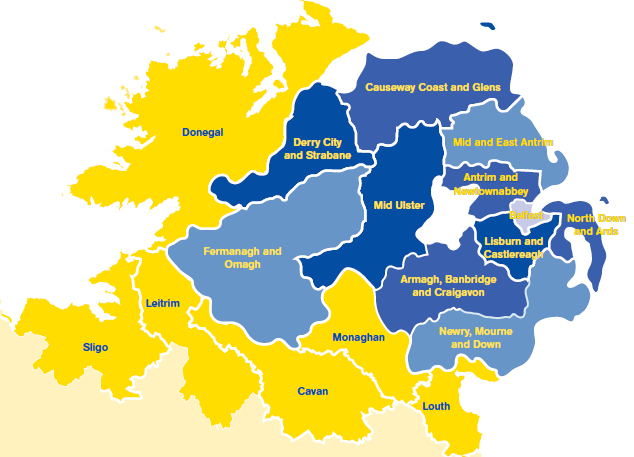 Causeway Coast and Glens
Donegal
Derry City
and Strabane
Mid and East Antrim
Antrim and
Newtownabbey
Mid Ulster
Belfast
North Down
and Ards
Lisburn and
Castlereagh
Fermanagh and
Omagh
Armagh, Banbridge
and Craigavon
Leitrim
Newry, Mourne
and Down
Monaghan
Sligo
Cavan
Louth